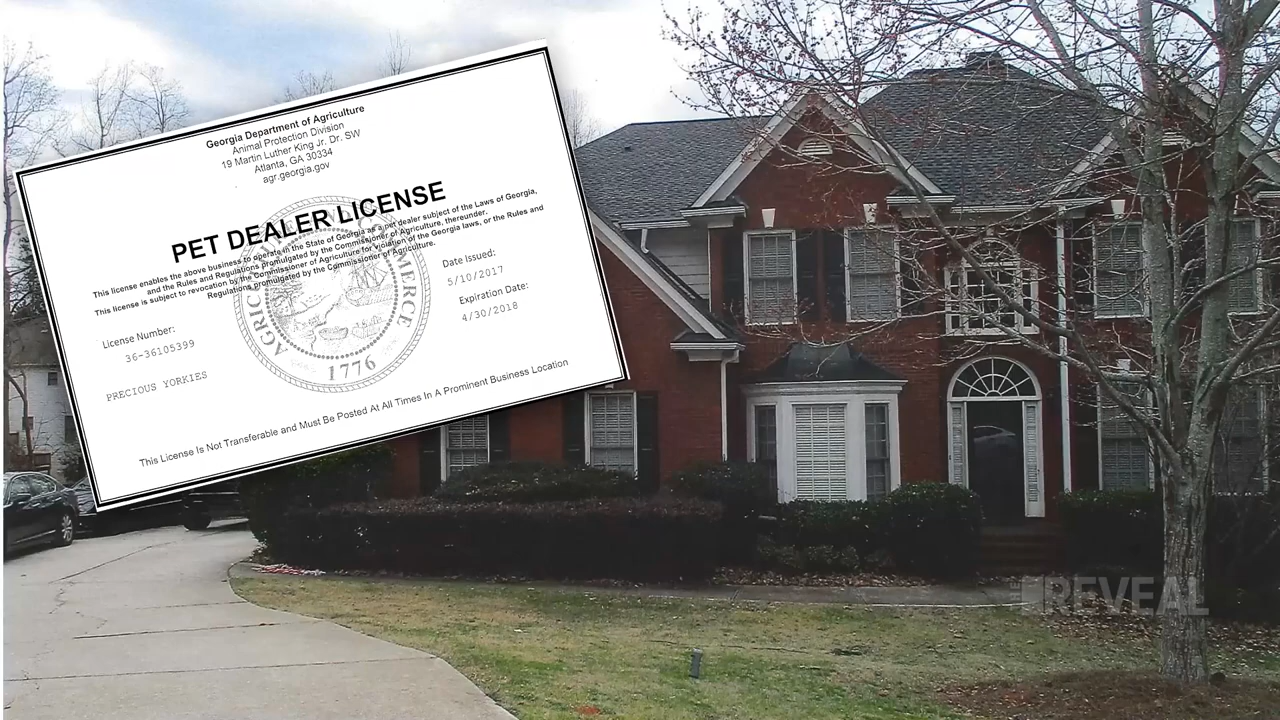 Georgia Department of Agriculture
Animal Protection Division
19 Martin Luther King Jr. Dr. SW
Atlanta, GA 30334
agr.georgia.gov
PET DEALER LICENSE
This license enables the above business to operate in the State of Georgia as a pet dealer subject of the Laws of Georgia,
and the Rules and Regulations promulgated by the Commissioner of Agriculture, thereunder.
This license is subject to revocation by the Commissioner of Agriculture for violation of the Georgia laws, or the Rules and
Regulations promulgated by the Commissioner of Agriculture.
Date Issued:
5/10/2017
License Number:
Expiration Date:
36-36105399
4/30/2018
PRECIOUS YORKIES
1776
This License Is Not Transferable and Must Be Posted At All Times In A Prominent Business Location
THE REVEAL